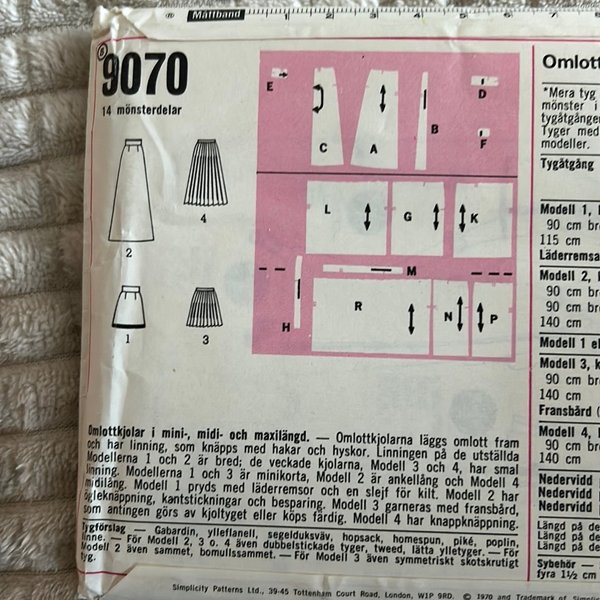 Måttband
1
2
3
4
5
6
7
S 9070
14 mönsterdelar
E
C
A
B
D
F
L
G
K
M
H
R
N
P
4
2
1
3
Omlottkjolar i mini-, midi- och maxilängd. — Omlottkjolarna läggs omlott fram
och har linning, som knäpps med hakar och hyskor. Linningen på de utställda
Modellerna 1 och 2 är bred; de veckade kjolarna, Modell 3 och 4, har smal
linning. Modellerna 1 och 3 är minikorta, Modell 2 är ankellång och Modell 4
midilång. Modell 1 pryds med läderremsor och en slejf för kilt. Modell 2 har
ögleknäppning, kantstickningar och besparing. Modell 3 garneras med fransbård,
som antingen görs av kjoltyget eller köps färdig. Modell 4 har knappknäppning.
Tygförslag — Gabardin, ylleflanell, segelduksväv, hopsack, homespun, piké, poplin,
linne. — För Modell 2, 3 o. 4 även dubbelstickade tyger, tweed, lätta ylletyger. — För
Modell 2 även sammet, bomullssammet. — För Modell 3 även symmetriskt skotskrutigt
tyg.
Simplicity Patterns Ltd., 39-45 Tottenham Court Road, London, W1P 9RD. © 1970 and Trademark of
Omlott
*Mera tyg
mönster i
tygåtgången
Tyger med
modeller.
Tygåtgång
Modell 1,
90 cm bre
115 cm
Läderremsa
Modell 2,
90 cm br
90 cm br
140 cm
Modell 1 el
Modell 3, k
90 cm br
140 cm
Fransbård (
Modell 4,
90 cm br
140 cm
Nedervidd
Nedervidd
Nedervidd
Längd på de
Längd på de
Längd på de
Sybehör —
fyra 1½ cm